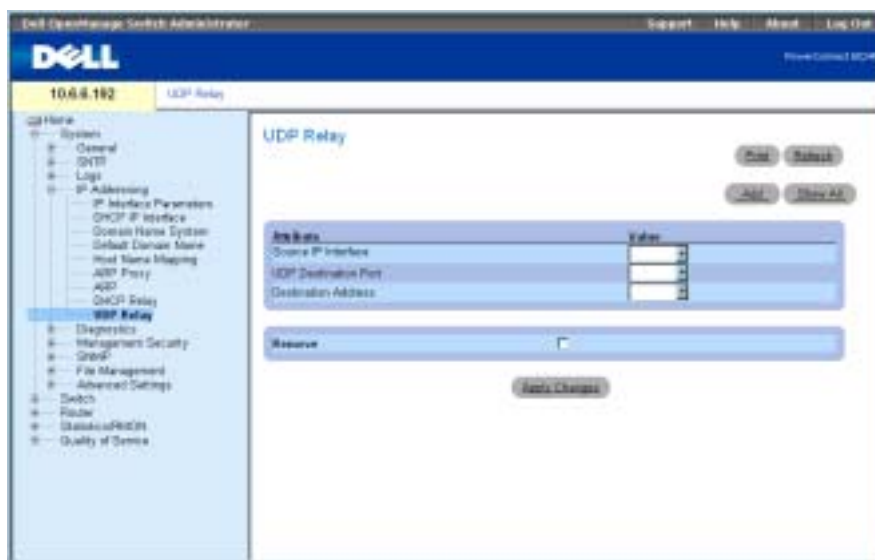 Dell OpenManage Switch Administrator
Support Help About Log Out
DELL
10.6.6.192
UDP Relay
Home
System
General
SNTP
Logs
IP Addressing
IP Interface Parameters
DHCP IP Interface
Domain Name System
Default Domain Name
Host Name Mapping
ARP Proxy
ARP
DHCP Relay
UDP Relay
Diagnostics
Management Security
SNMP
File Management
Advanced Settings
Switch
Router
Statistics/RMON
Quality of Service
UDP Relay
Print Refresh
Add Show All
Attribute Value
Source IP Interface
UDP Destination Port
Destination Address
Remove
Apply Changes